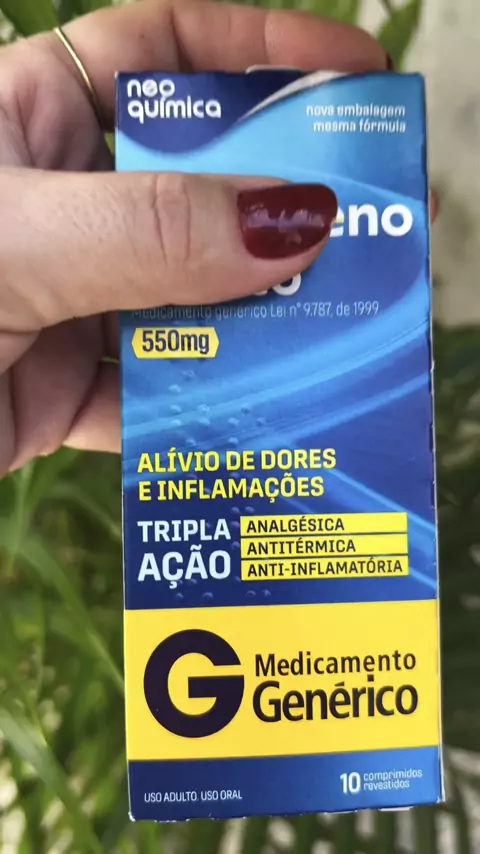 neo
química
nova embalagem
mesma fórmula
eno
Medicamento genérico Lei n° 9.787, de 1999
550mg
ALÍVIO DE DORES
E INFLAMAÇÕES
TRIPLA
AÇÃO
ANALGÉSICA
ANTITÉRMICA
ANTI-INFLAMATÓRIA
G
Medicamento
Genérico
USO ADULTO. USO ORAL
10 comprimidos
revestidos